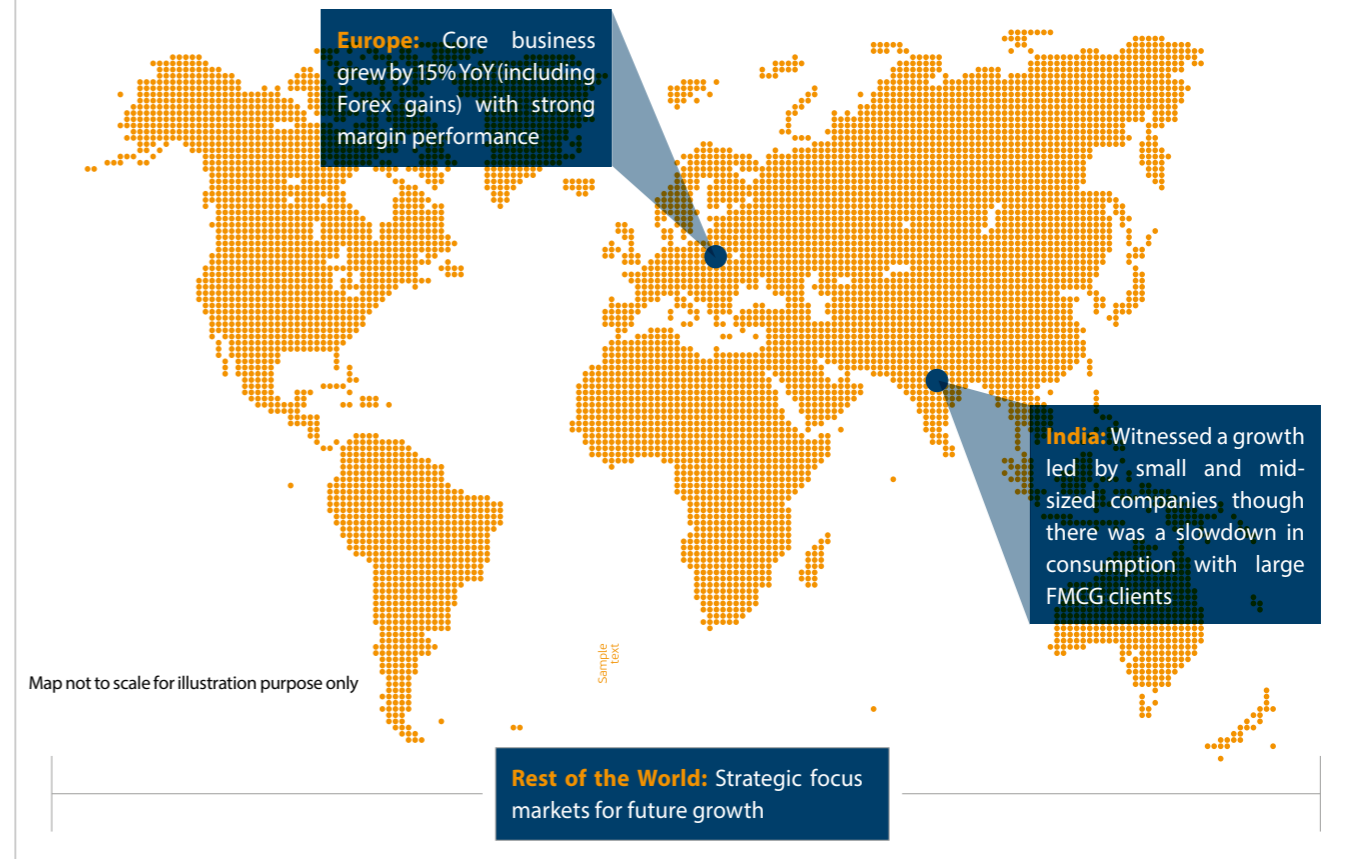 Europe: Core business
grew by 15% YoY (including
Forex gains) with strong
margin performance
India: Witnessed a growth
led by small and mid-
sized companies though
there was a slowdown in
consumption with large
FMCG clients
Sample
text
Map not to scale for illustration purpose only
Rest of the World: Strategic focus
markets for future growth